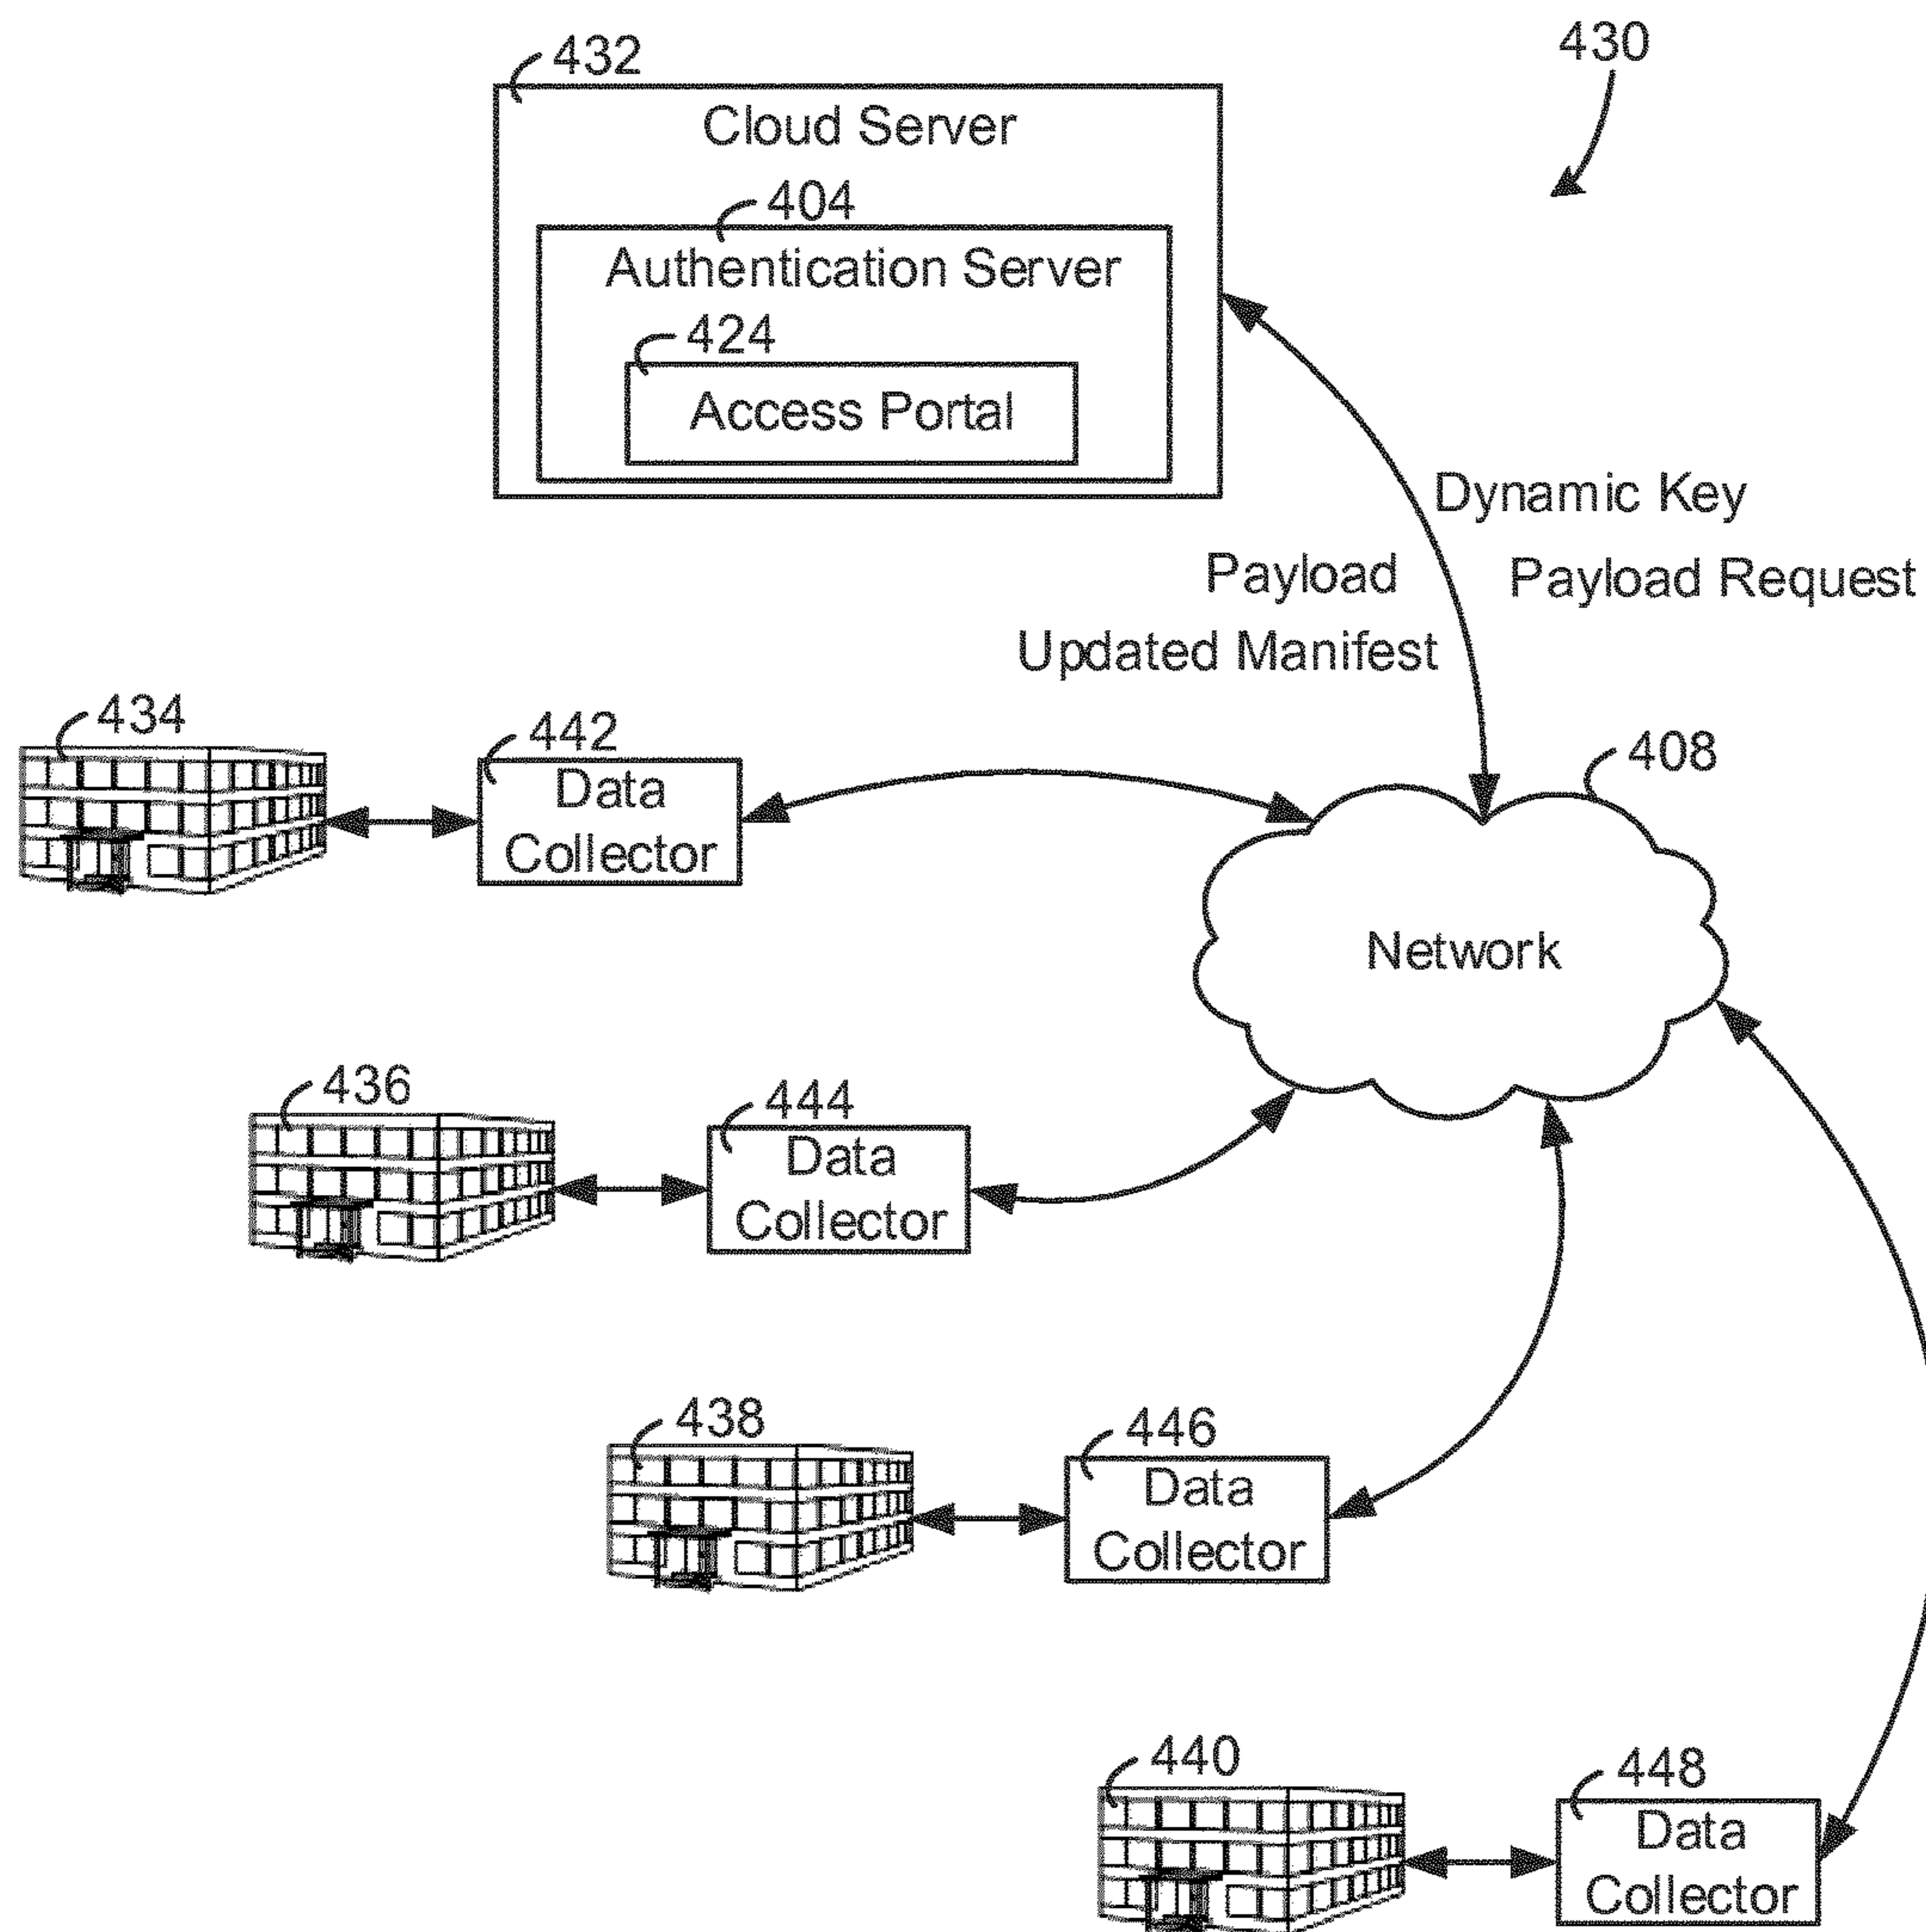 430
432
Cloud Server
404
Authentication Server
424
Access Portal
Dynamic Key
Payload
Payload Request
Updated Manifest
434
442
Data
Collector
408
Network
436
444
Data
Collector
438
446
Data
Collector
440
448
Data
Collector